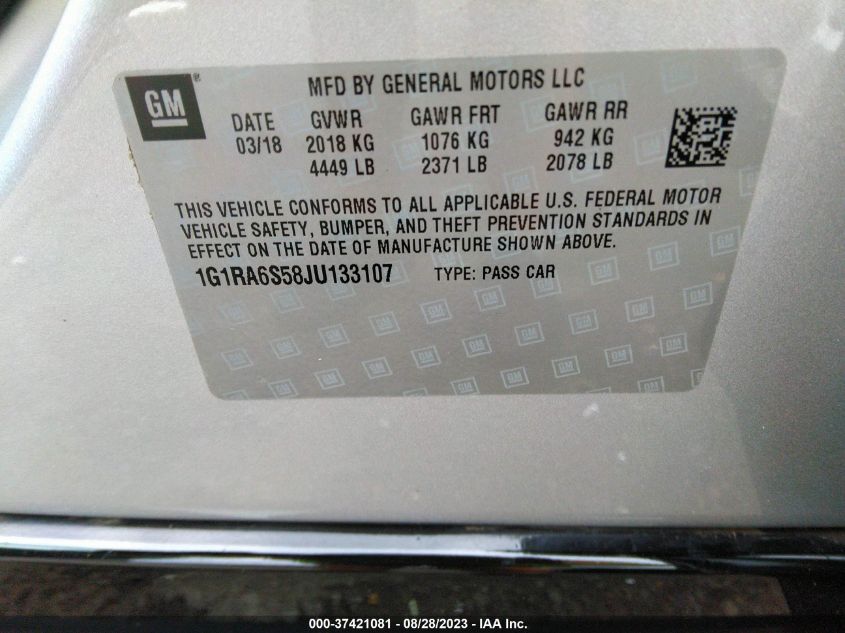 GM®
MFD BY GENERAL MOTORS LLC
DATE GVWR GAWR FRT GAWR RR
03/18 2018 KG 1076 KG 942 KG
4449 LB 2371 LB 2078 LB
THIS VEHICLE CONFORMS TO ALL APPLICABLE U.S. FEDERAL MOTOR
VEHICLE SAFETY, BUMPER, AND THEFT PREVENTION STANDARDS IN
EFFECT ON THE DATE OF MANUFACTURE SHOWN ABOVE.
1G1RA6S58JU133107 TYPE: PASS CAR
000-37421081 - 08/28/2023 - IAA Inc.